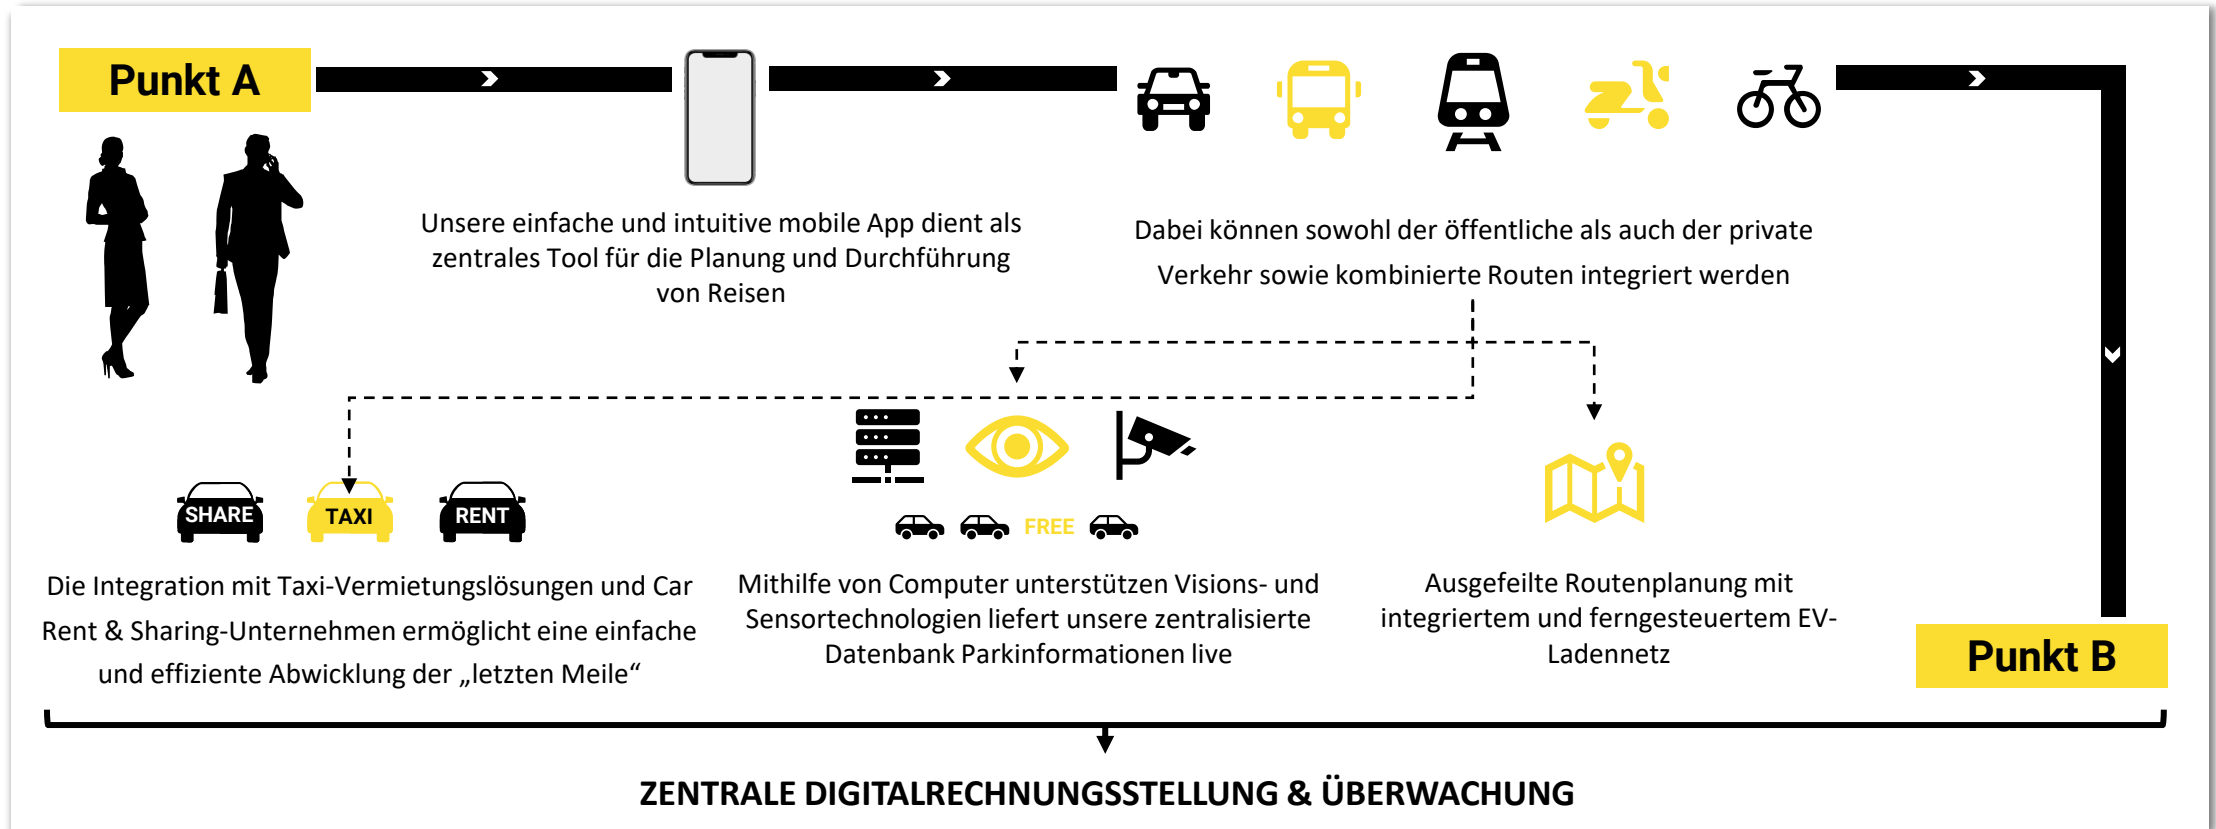 Punkt A
Unsere einfache und intuitive mobile App dient als
zentrales Tool für die Planung und Durchführung
von Reisen
Dabei können sowohl der öffentliche als auch der private
Verkehr sowie kombinierte Routen integriert werden
SHARE
TAXI
RENT
Die Integration mit Taxi-Vermietungslösungen und Car
Rent & Sharing-Unternehmen ermöglicht eine einfache
und effiziente Abwicklung der „letzten Meile“
FREE
Mithilfe von Computer unterstützen Visions- und
Sensortechnologien liefert unsere zentralisierte
Datenbank Parkinformationen live
Ausgefeilte Routenplanung mit
integriertem und ferngesteuertem EV-
Ladennetz
Punkt B
ZENTRALE DIGITALRECHNUNGSSTELLUNG & ÜBERWACHUNG